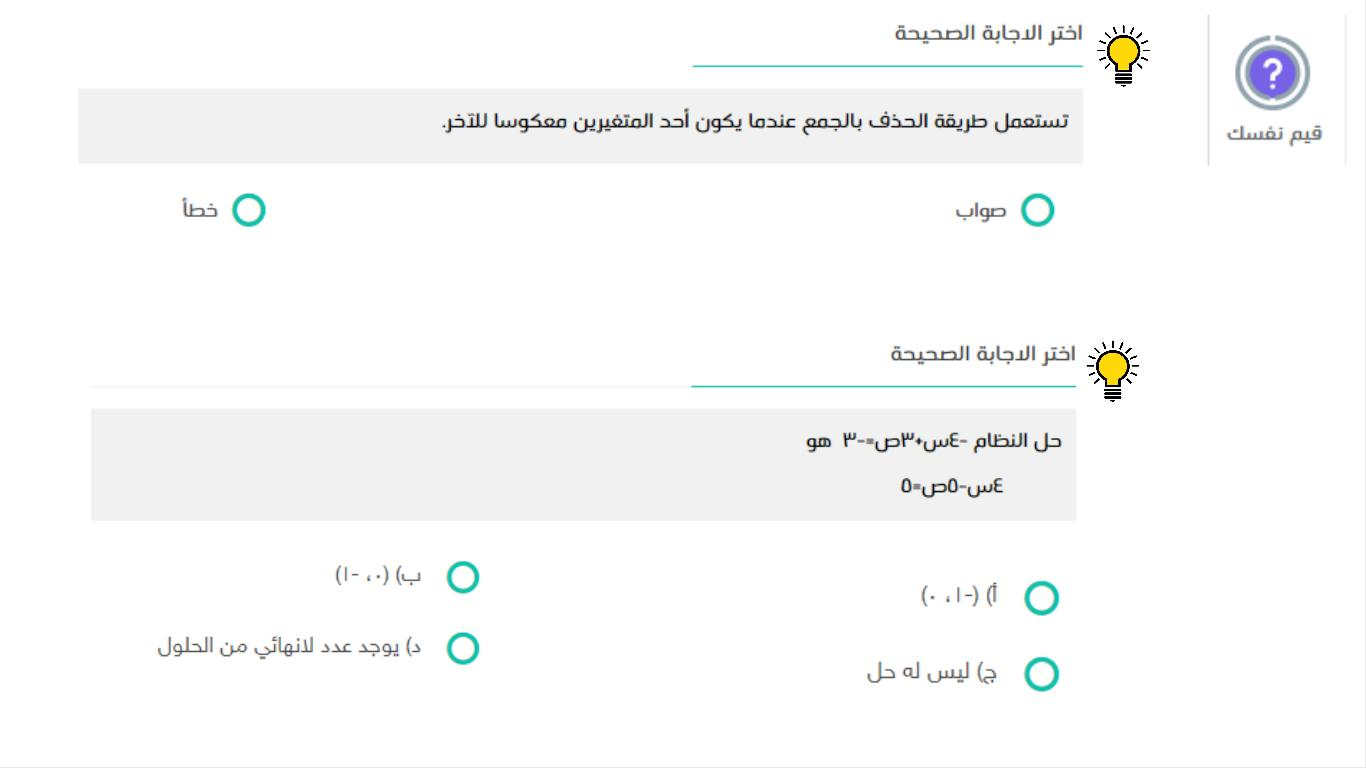 قيم نفسك
اختر الاجابة الصحيحة
تستعمل طريقة الحذف بالجمع عندما يكون أحد المتغيرين معكوسا للآخر.
صواب
خطأ
اختر الاجابة الصحيحة
حل النظام -٤س+٣ص=-٣ هو
٤س-٥ص=٥
أ) (-١، ٠)
ب) (٠، -١)
ج) ليس له حل
د) يوجد عدد لانهائي من الحلول